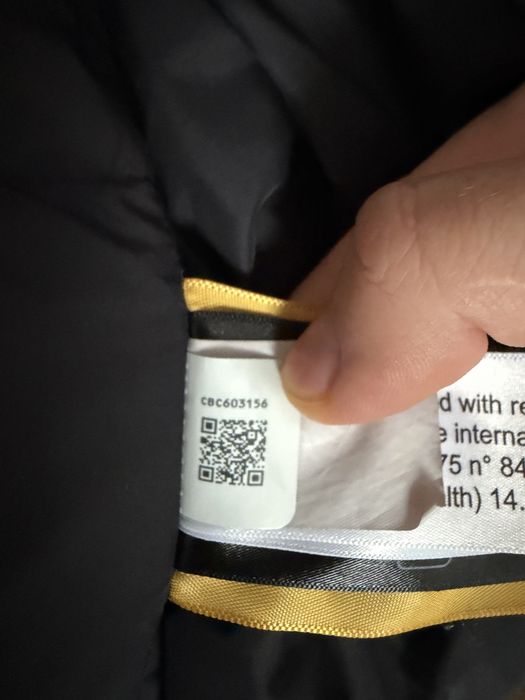 CBC603156
d with re
e interna
75 n° 84
lth) 14.